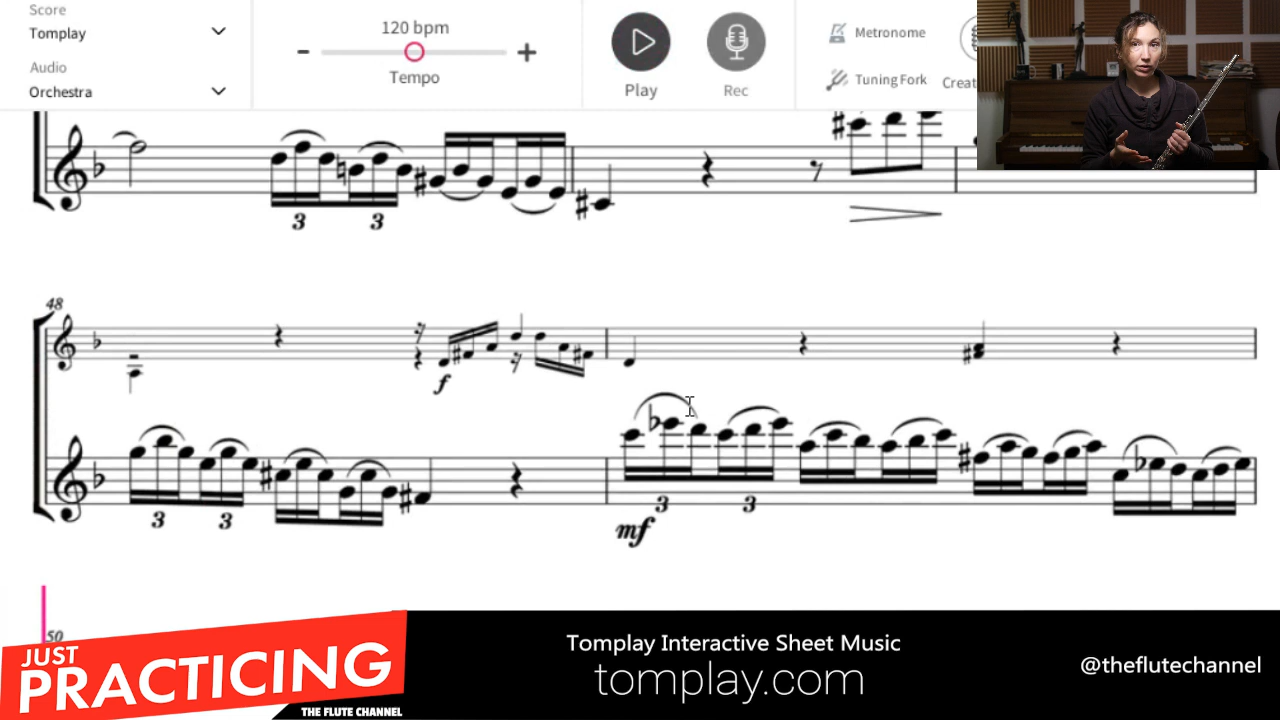 Score
Tomplay
Audio
Orchestra
120 bpm
Tempo
Play
Rec
Metronome
Tuning Fork
Creat
3
3
48
f
3
3
mf
3
3
50
JUST
PRACTICING
THE FLUTE CHANNEL
Tomplay Interactive Sheet Music
tomplay.com
@theflutechannel